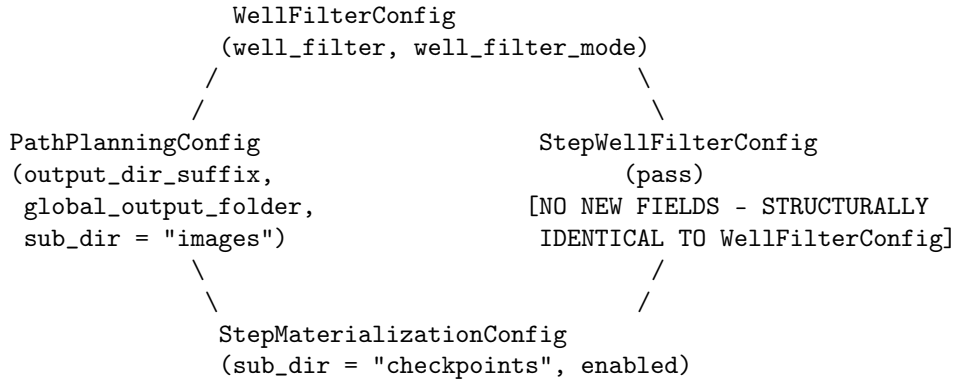 WellFilterConfig
(well_filter, well_filter_mode)
/ \
/ \
PathPlanningConfig StepWellFilterConfig
(output_dir_suffix, (pass)
global_output_folder, [NO NEW FIELDS - STRUCTURALLY
sub_dir = "images") IDENTICAL TO WellFilterConfig]
\ /
\ /
StepMaterializationConfig
(sub_dir = "checkpoints", enabled)